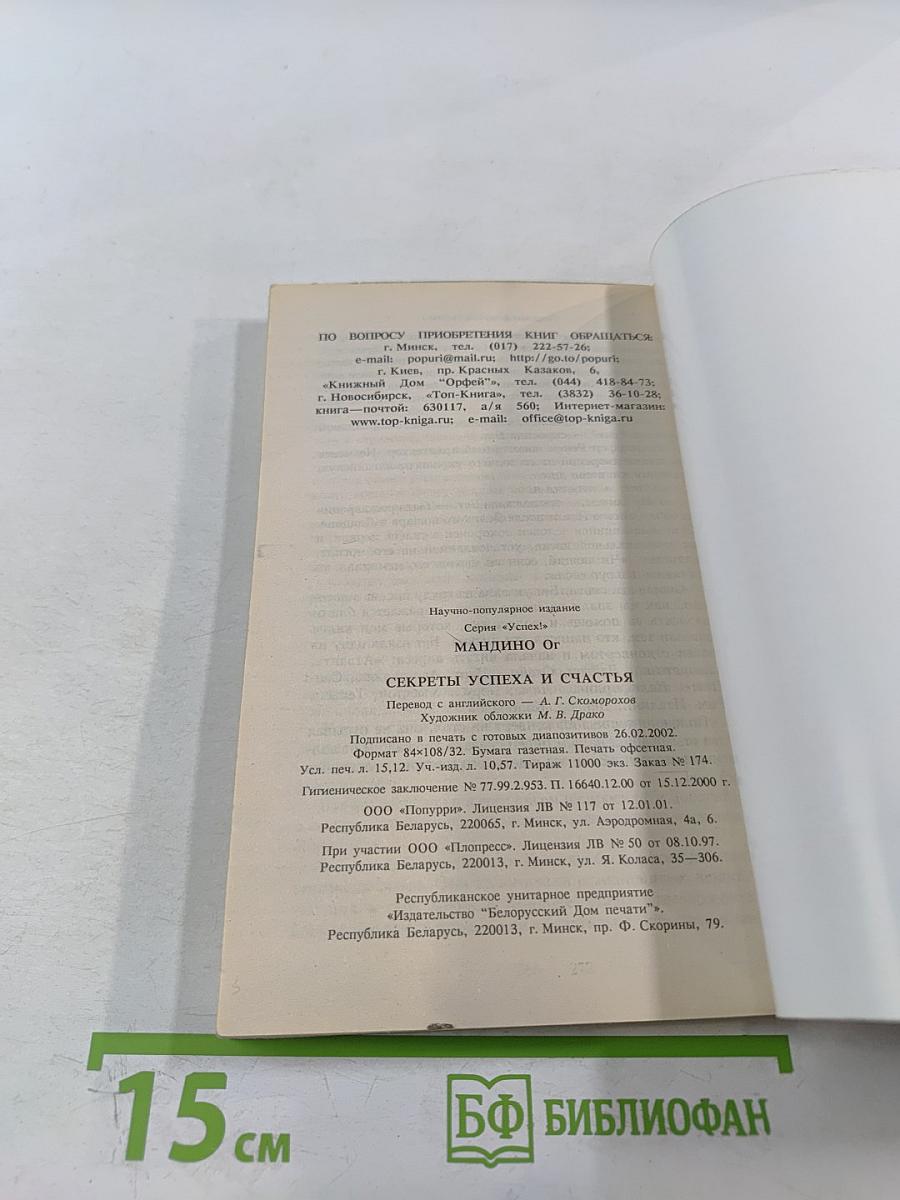 ПО ВОПРОСУ ПРИОБРЕТЕНИЯ КНИГ ОБРАЩАТЬСЯ:
г. Минск, тел. (017) 222-57-26;
e-mail: popuri@mail.ru; http://go.to/popuri;
г. Киев, пр. Красных Казаков, 6,
«Книжный Дом “Орфей”», тел. (044) 418-84-73;
г. Новосибирск, «Топ-Книга», тел. (3832) 36-10-28;
книга—почтой: 630117, а/я 560; Интернет-магазин:
www.top-kniga.ru; e-mail: office@top-kniga.ru
Научно-популярное издание
Серия «Успех!»
МАНДИНО Ог
СЕКРЕТЫ УСПЕХА И СЧАСТЬЯ
Перевод с английского — А. Г. Скоморохов
Художник обложки М. В. Драко
Подписано в печать с готовых диапозитивов 26.02.2002.
Формат 84×108/32. Бумага газетная. Печать офсетная.
Усл. печ. л. 15,12. Уч.-изд. л. 10,57. Тираж 11000 экз. Заказ № 174.
Гигиеническое заключение № 77.99.2.953. П. 16640.12.00 от 15.12.2000 г.
ООО «Попурри». Лицензия ЛВ № 117 от 12.01.01.
Республика Беларусь, 220065, г. Минск, ул. Аэродромная, 4а, 6.
При участии ООО «Плопресс». Лицензия ЛВ № 50 от 08.10.97.
Республика Беларусь, 220013, г. Минск, ул. Я. Коласа, 35—306.
Республиканское унитарное предприятие
«Издательство “Белорусский Дом печати”».
Республика Беларусь, 220013, г. Минск, пр. Ф. Скорины, 79.
15 см
БФ БИБЛИОФАН